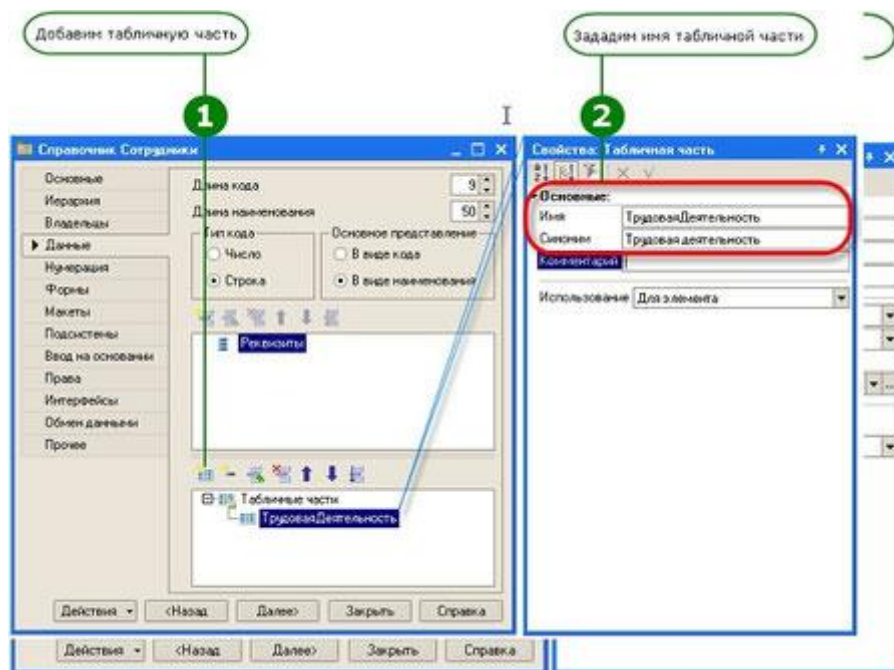 Добавим табличную часть
Зададим имя табличной части
1
2
Справочник Сотрудники
Основные
Иерархия
Владельцы
Данные
Нумерация
Формы
Макеты
Подсистемы
Ввод на основании
Права
Интерфейсы
Обмен данными
Прочее
Длина кода 9
Длина наименования 50
Тип кода
Число
Строка
Основное представление
В виде кода
В виде наименования
Реквизиты
Табличные части
ТрудоваяДеятельность
Действия <Назад Далее> Закрыть Справка
Действия <Назад Далее> Закрыть Справка
Свойства: Табличная часть
Основные:
Имя ТрудоваяДеятельность
Синоним Трудовая деятельность
Комментарий
Использование Для элемента